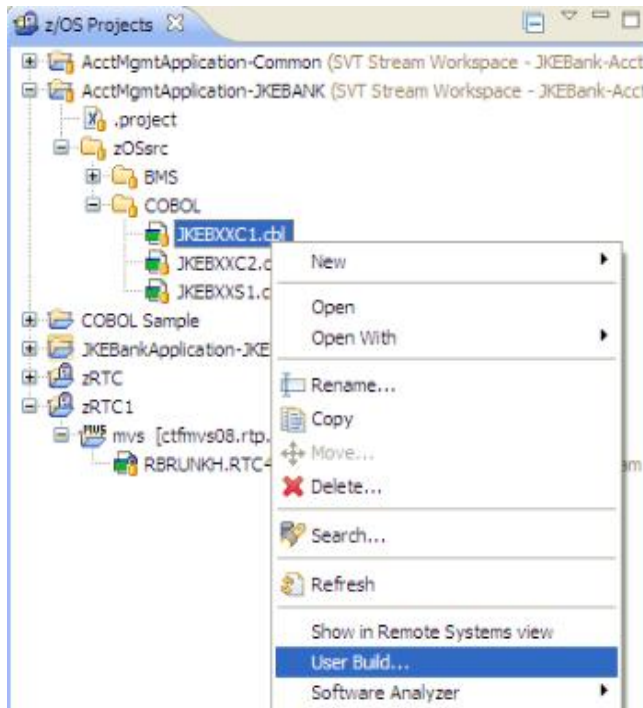 z/OS Projects
AcctMgmtApplication-Common (SVT Stream Workspace - JKEBank-Acct
AcctMgmtApplication-JKEBANK (SVT Stream Workspace - JKEBank-Acct
.project
zOSsrc
BMS
COBOL
JKEBXXC1.cbl
JKEBXXC2.c
JKEBXXS1.c
COBOL Sample
JKEBankApplication-JKE
zRTC
zRTC1
mvs [ctfmvs08.rtp.
RBRUNKH.RTC4
am
New
Open
Open With
Rename...
Copy
Move...
Delete...
Search...
Refresh
Show in Remote Systems view
User Build...
Software Analyzer